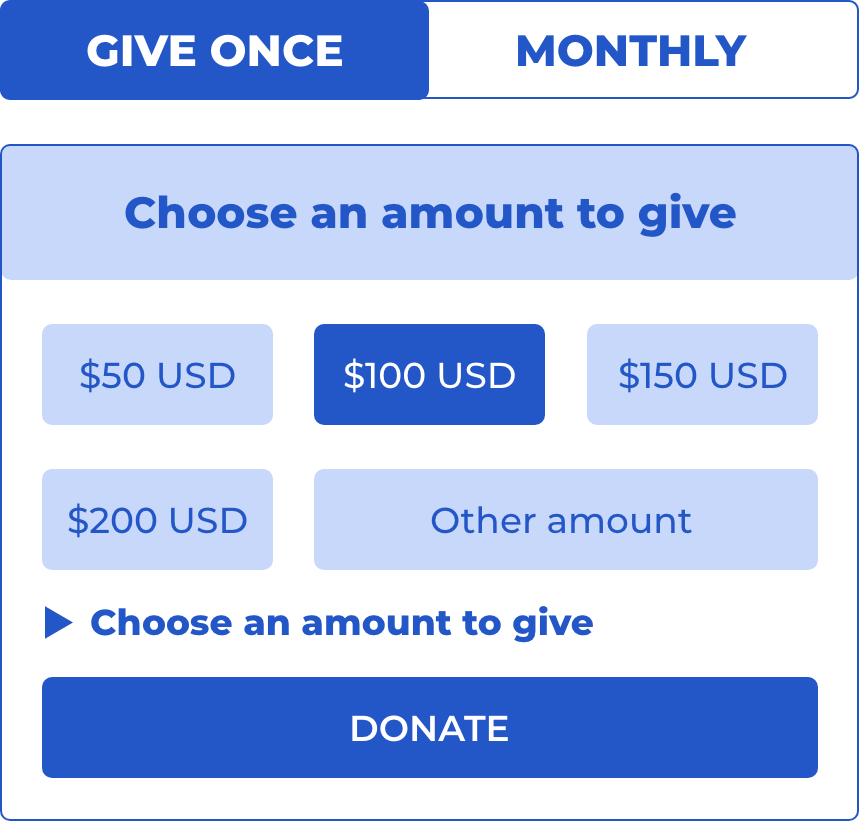 GIVE ONCE
MONTHLY
Choose an amount to give
$50 USD
$100 USD
$150 USD
$200 USD
Other amount
Choose an amount to give
DONATE